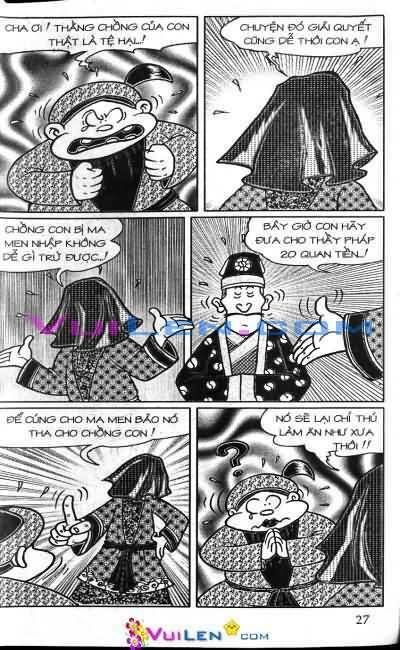 CHA ƠI! THẰNG CHỒNG CỦA CON
THẬT LÀ TỆ HẠI..!
CHUYỆN ĐÓ GIẢI QUYẾT
CŨNG DỄ THÔI CON Ạ!
CHỒNG CON BỊ MA
MEN NHẬP KHÔNG
DỄ GÌ TRỪ ĐƯỢC..!
BÂY GIỜ CON HÃY
ĐƯA CHO THẦY PHÁP
20 QUAN TIỀN..
VUILEN.COM
ĐỂ CÚNG CHO MA MEN BẢO NÓ
THA CHO CHỒNG CON!
NÓ SẼ LẠI CHÍ THÚ
LÀM ĂN NHƯ XƯA
THÔI!!
?
27
VUILEN.COM